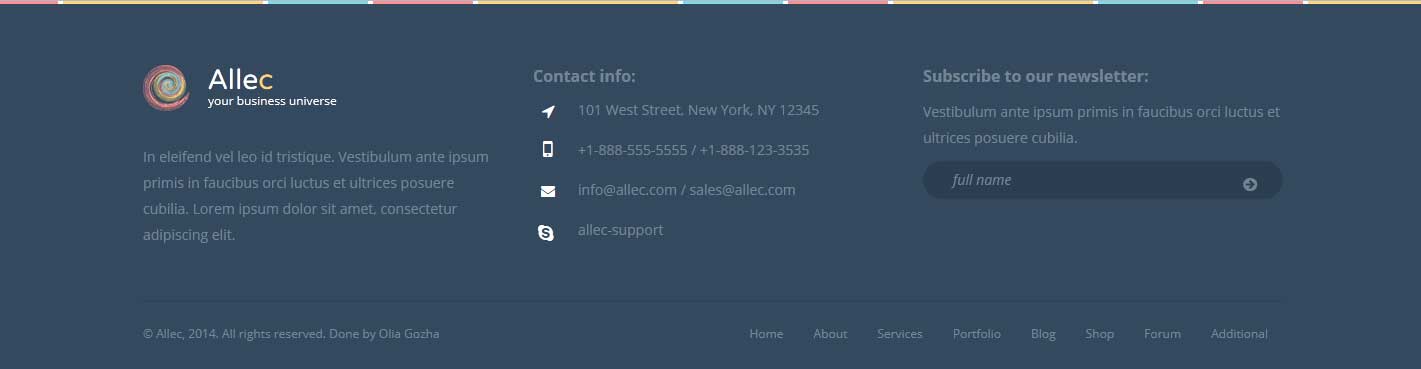 Allec
your business universe
In eleifend vel leo id tristique. Vestibulum ante ipsum
primis in faucibus orci luctus et ultrices posuere
cubilia. Lorem ipsum dolor sit amet, consectetur
adipiscing elit.
Contact info:
101 West Street, New York, NY 12345
+1-888-555-5555 / +1-888-123-3535
info@allec.com / sales@allec.com
allec-support
Subscribe to our newsletter:
Vestibulum ante ipsum primis in faucibus orci luctus et
ultrices posuere cubilia.
full name
© Allec, 2014. All rights reserved. Done by Olia Gozha
Home About Services Portfolio Blog Shop Forum Additional